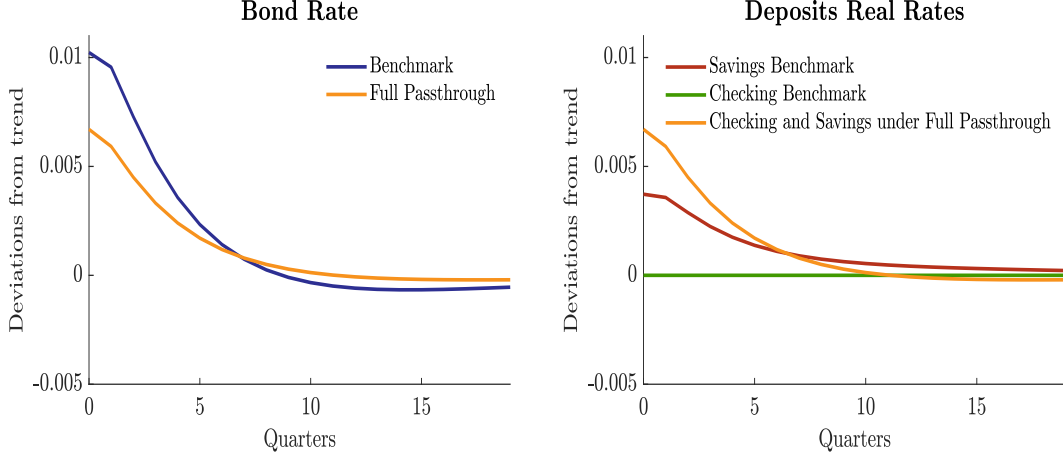 Bond Rate
Deviations from trend
0.01
0.005
0
-0.005
0
5
10
15
Quarters
Benchmark
Full Passthrough
Deposits Real Rates
Deviations from trend
0.01
0.005
0
-0.005
0
5
10
15
Quarters
Savings Benchmark
Checking Benchmark
Checking and Savings under Full Passthrough